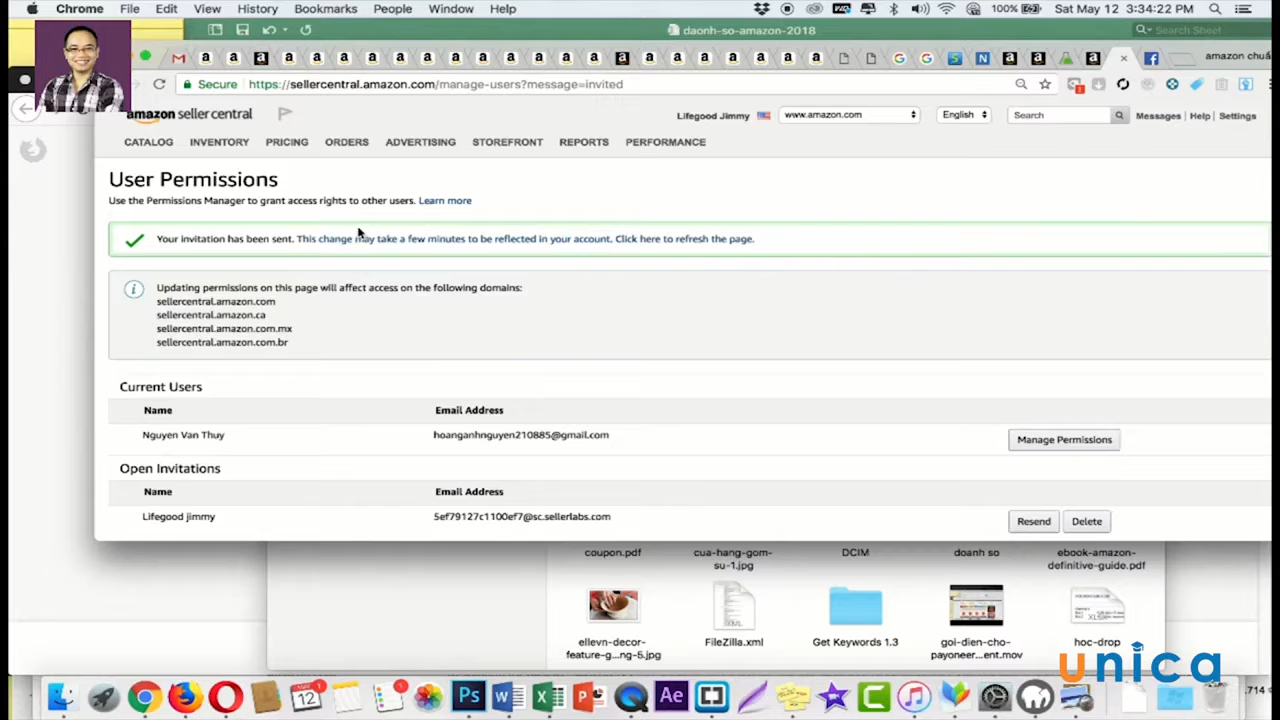 Chrome File Edit View History Bookmarks People Window Help
100% Sat May 12 3:34:22 PM
daonh-so-amazon-2018
Search Sheet
amazon chuẩ
Secure https://sellercentral.amazon.com/manage-users?message=invited
amazon seller central
Lifegood Jimmy www.amazon.com English Search Messages | Help | Settings
CATALOG INVENTORY PRICING ORDERS ADVERTISING STOREFRONT REPORTS PERFORMANCE
User Permissions
Use the Permissions Manager to grant access rights to other users. Learn more
Your invitation has been sent. This change may take a few minutes to be reflected in your account. Click here to refresh the page.
Updating permissions on this page will affect access on the following domains:
sellercentral.amazon.com
sellercentral.amazon.ca
sellercentral.amazon.com.mx
sellercentral.amazon.com.br
Current Users
Name Email Address
Nguyen Van Thuy hoanganhnguyen210885@gmail.com Manage Permissions
Open Invitations
Name Email Address
Lifegood jimmy 5ef79127c1100ef7@sc.sellerlabs.com Resend Delete
coupon.pdf cua-hang-gom- DCIM doanh so ebook-amazon-
su-1.jpg definitive-guide.pdf
ellevn-decor- FileZilla.xml Get Keywords 1.3 goi-dien-cho- hoc-drop
feature-g...ng-5.jpg payoneer...ent.mov
unica
.714